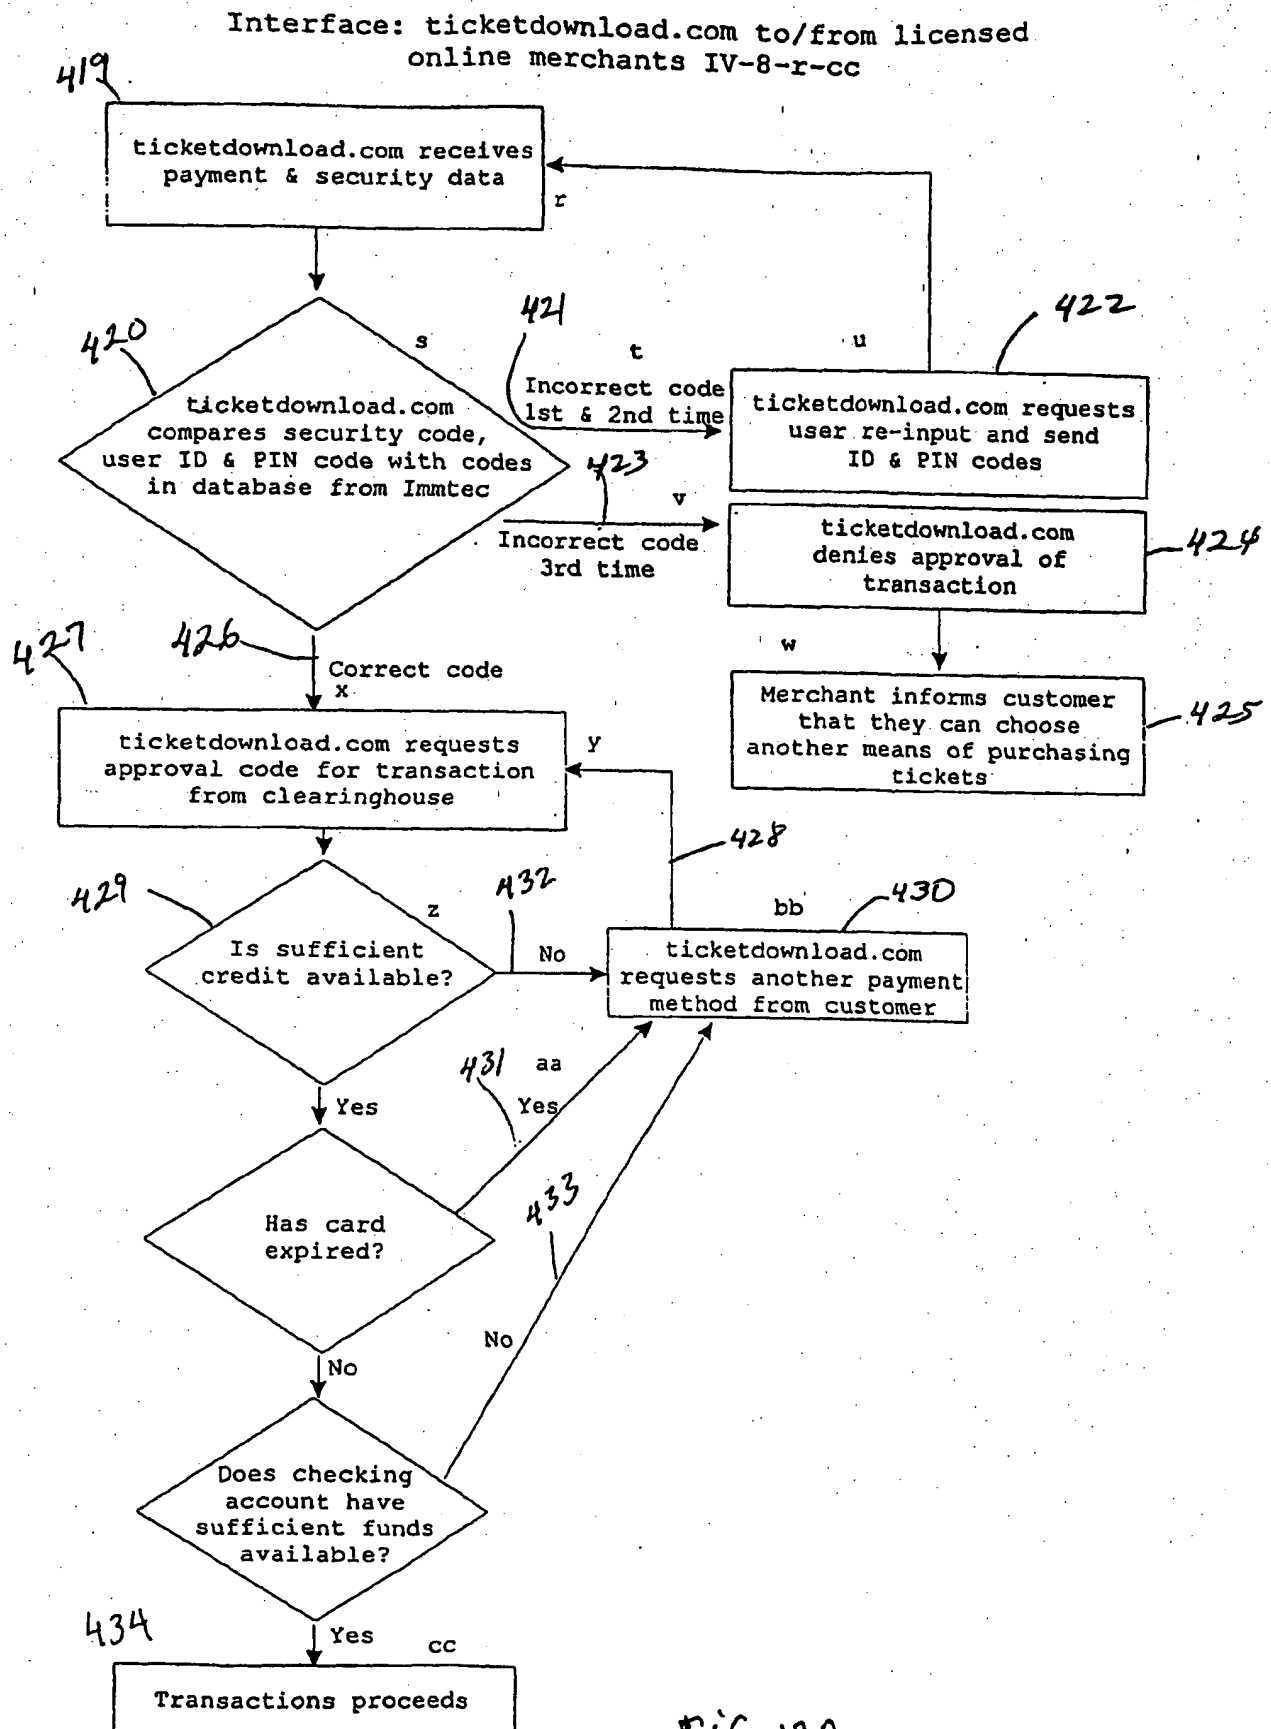 Interface: ticketdownload.com to/from licensed
online merchants IV-8-r-cc
419
ticketdownload.com receives
payment & security data
r
420
s
421
t
u
422
ticketdownload.com
compares security code,
user ID & PIN code with codes
in database from Immtec
Incorrect code
1st & 2nd time
ticketdownload.com requests
user re-input and send
ID & PIN codes
423
v
Incorrect code
3rd time
ticketdownload.com
denies approval of
transaction
424
w
Merchant informs customer
that they can choose
another means of purchasing
tickets
425
426
Correct code
x
427
ticketdownload.com requests
approval code for transaction
from clearinghouse
y
428
429
z
Is sufficient
credit available?
432
No
bb
430
ticketdownload.com
requests another payment
method from customer
Yes
431
aa
Yes
Has card
expired?
433
No
No
Does checking
account have
sufficient funds
available?
434
Yes
cc
Transactions proceeds